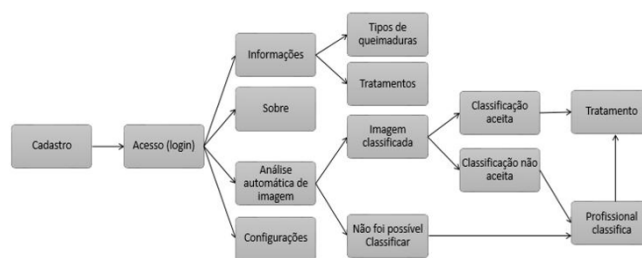 Cadastro
Acesso (login)
Informações
Sobre
Análise
automática de
imagem
Configurações
Tipos de
queimaduras
Tratamentos
Imagem
classificada
Não foi possível
Classificar
Classificação
aceita
Classificação não
aceita
Tratamento
Profissional
classifica